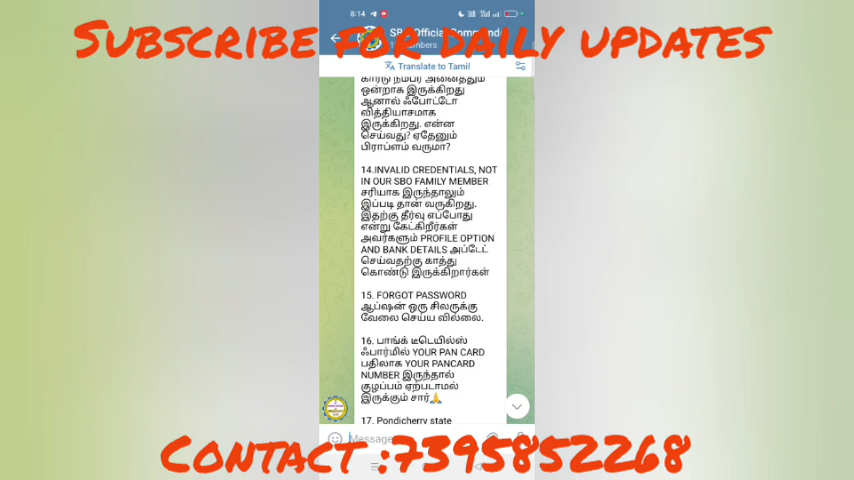 8:14
SUBSCRIBE FOR DAILY UPDATES
Translate to Tamil
கார்டு நம்பர் அனைத்தும்
ஒன்றாக இருக்கிறது
ஆனால் ஃபோட்டோ
வித்தியாசமாக
இருக்கிறது. என்ன
செய்வது? ஏதேனும்
பிராப்ளம் வருமா?
14.INVALID CREDENTIALS, NOT
IN OUR SBO FAMILY MEMBER
சரியாக இருந்தாலும்
இப்படி தான் வருகிறது.
இதற்கு தீர்வு எப்போது
என்று கேட்கிறீர்கள்
அவர்களும் PROFILE OPTION
AND BANK DETAILS அப்டேட்
செய்வதற்கு காத்து
கொண்டு இருக்கிறார்கள்
15. FORGOT PASSWORD
ஆப்ஷன் ஒரு சிலருக்கு
வேலை செய்ய வில்லை.
16. பாங்க் டீடெயில்ஸ்
ஃபார்மில் YOUR PAN CARD
பதிலாக YOUR PANCARD
NUMBER இருந்தால்
குழப்பம் ஏற்படாமல்
இருக்கும் சார்🙏
17. Pondicherry state
Message
CONTACT :7395852268